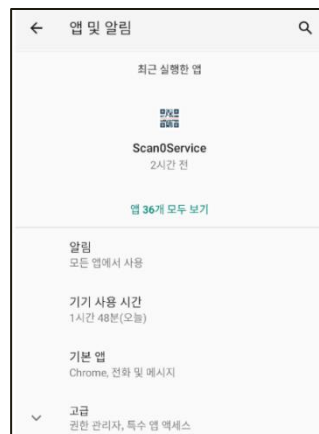 앱 및 알림
최근 실행한 앱
Scan0Service
2시간 전
앱 36개 모두 보기
알림
모든 앱에서 사용
기기 사용 시간
1시간 48분(오늘)
기본 앱
Chrome, 전화 및 메시지
고급
권한 관리자, 특수 앱 액세스